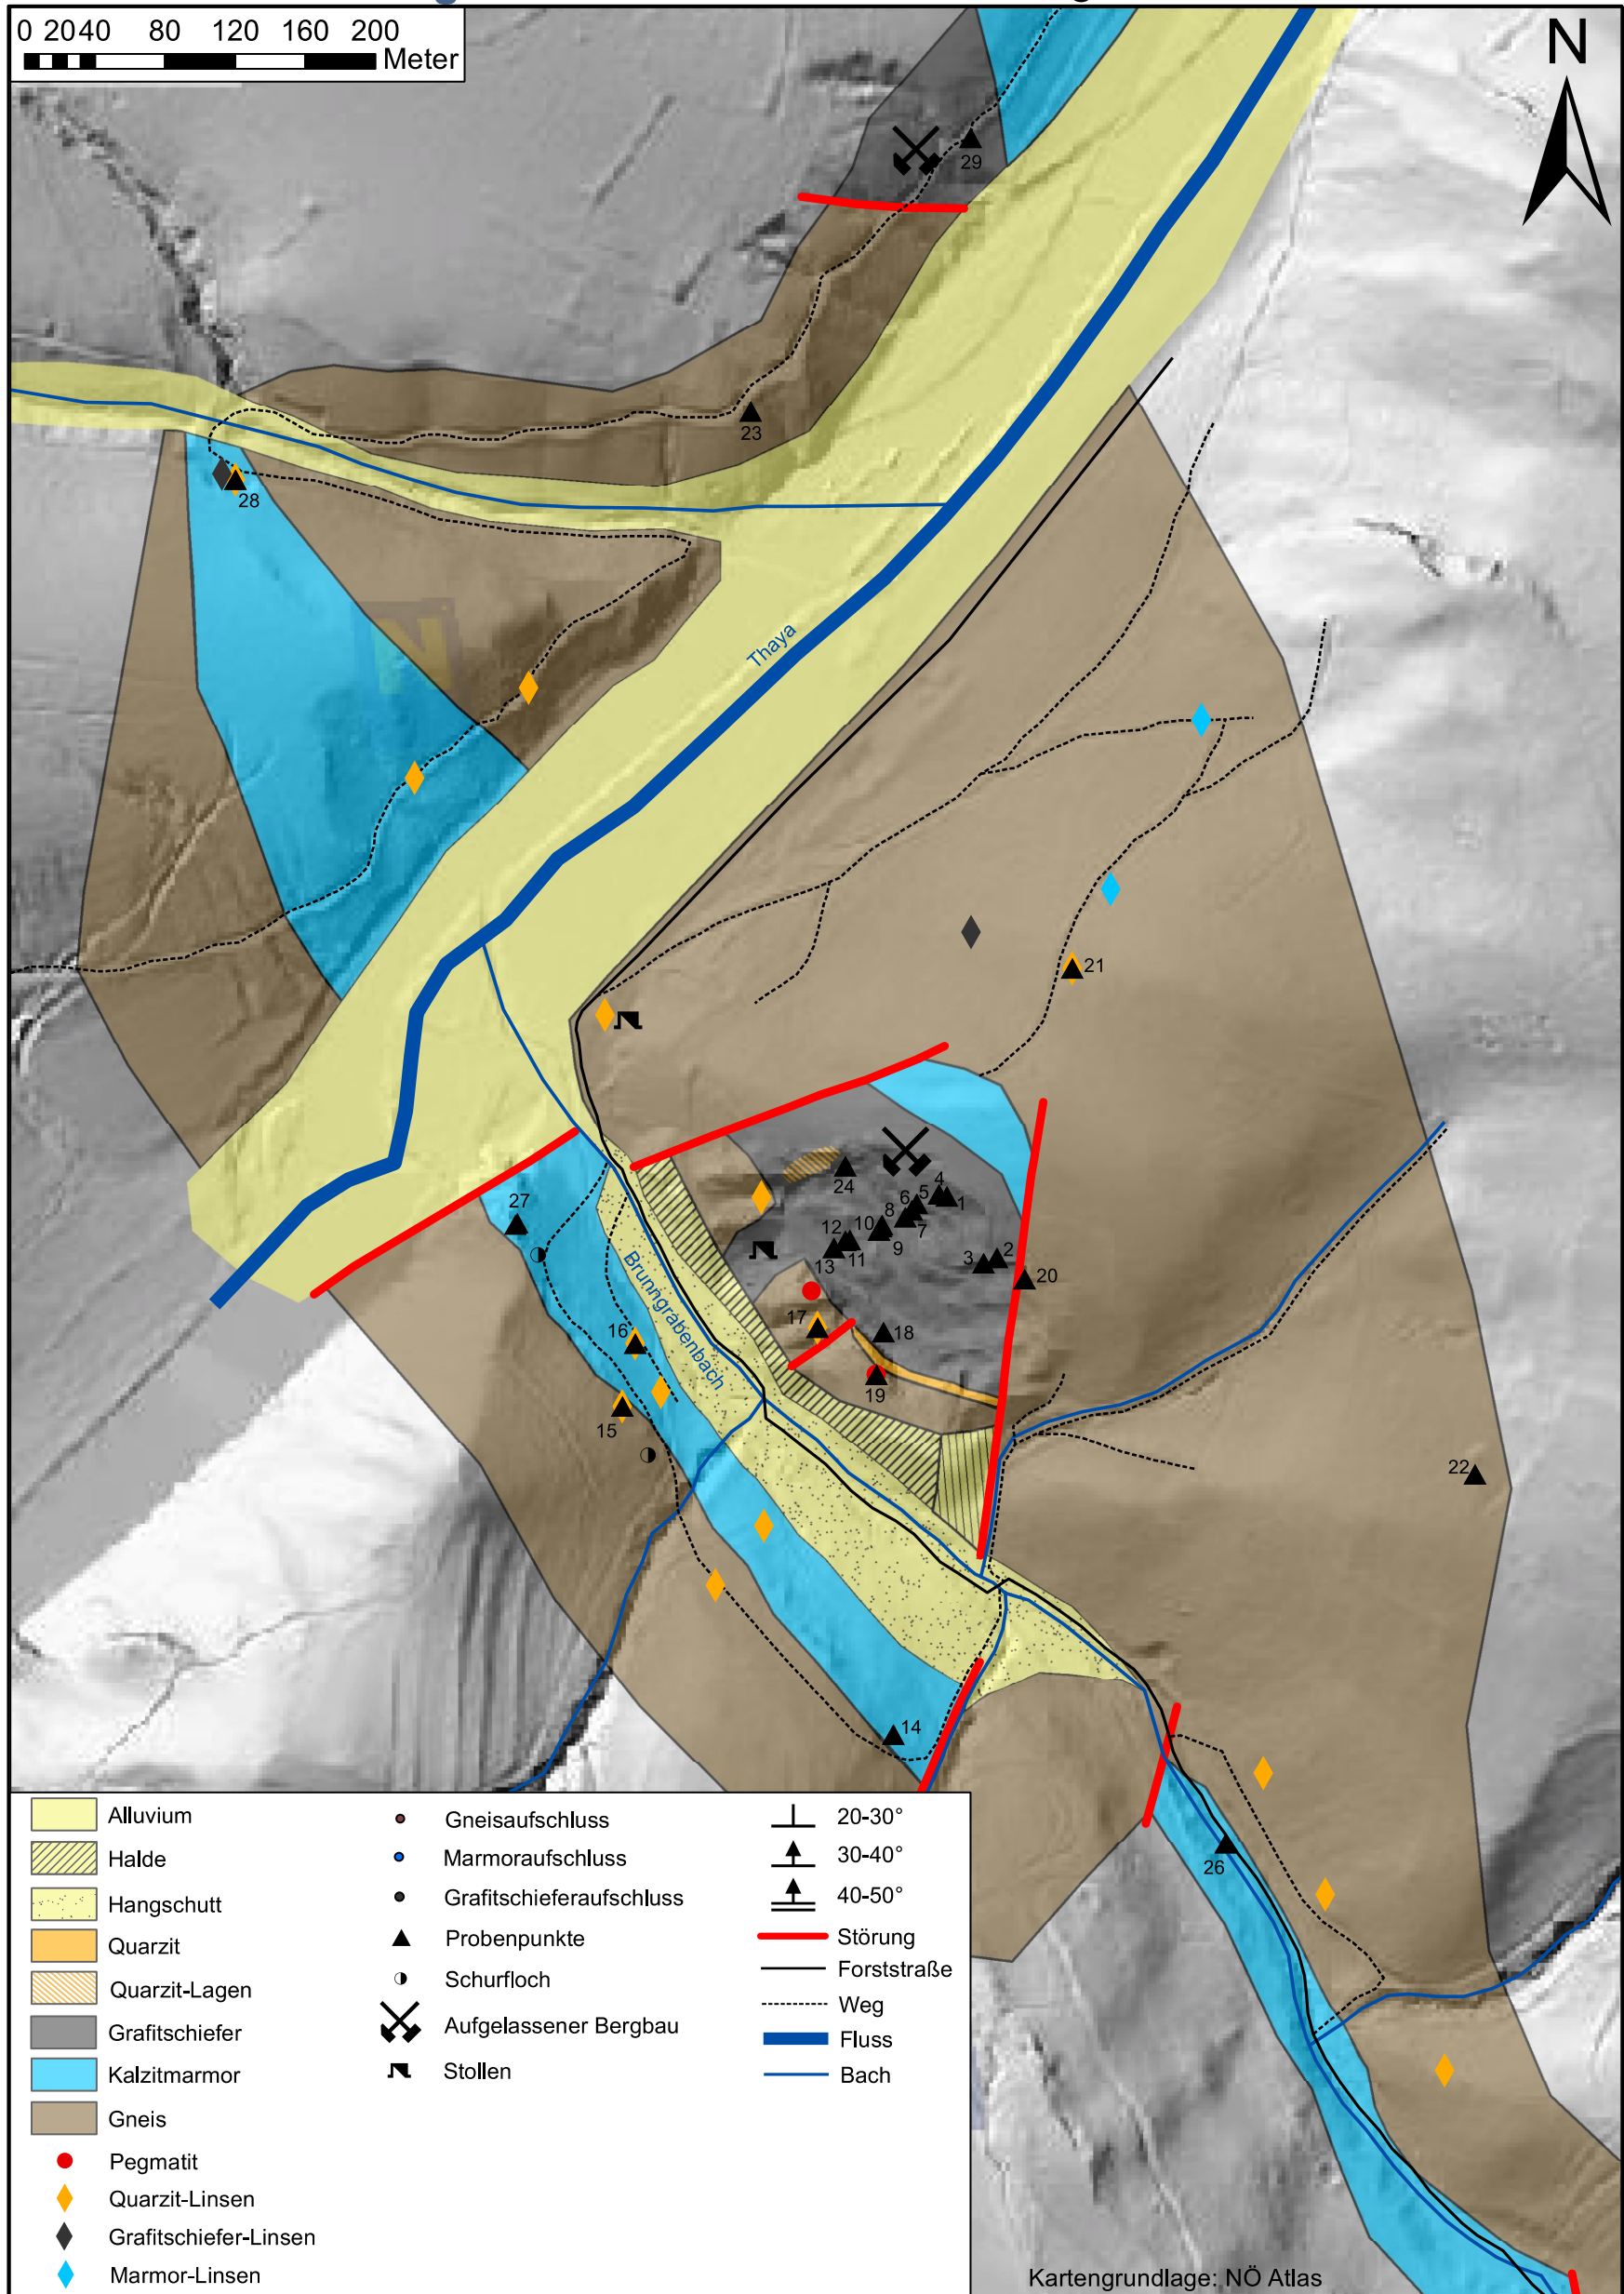 0 20 40 80 120 160 200
Meter
N
29
23
28
Thaya
21
27
24
4
5
1
6
8
7
10
9
12
11
13
3
2
20
17
18
16
19
15
Brunngrabenbach
22
14
26
Alluvium
Halde
Hangschutt
Quarzit
Quarzit-Lagen
Grafitschiefer
Kalzitmarmor
Gneis
Pegmatit
Quarzit-Linsen
Grafitschiefer-Linsen
Marmor-Linsen
Gneisaufschluss
Marmoraufschluss
Grafitschieferaufschluss
Probenpunkte
Schurfloch
Aufgelassener Bergbau
Stollen
20-30°
30-40°
40-50°
Störung
Forststraße
Weg
Fluss
Bach
Kartengrundlage: NÖ Atlas